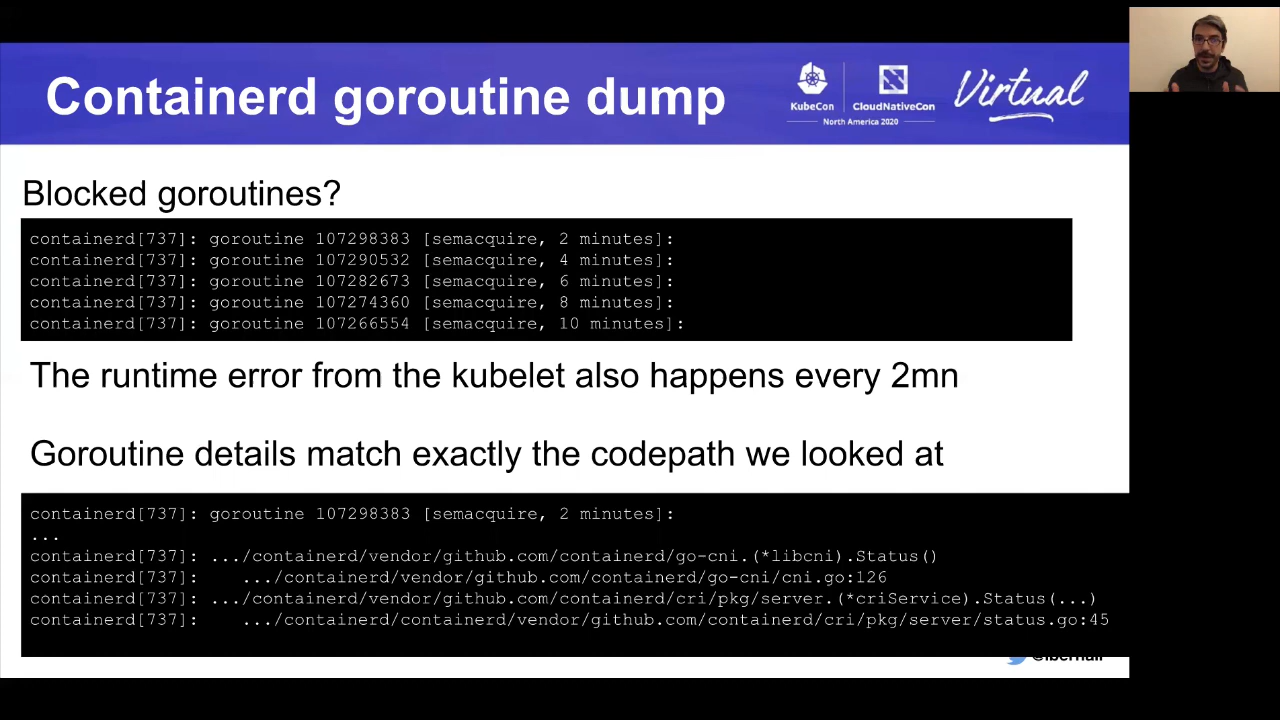 Containerd goroutine dump
KubeCon
CloudNativeCon
North America 2020
Virtual
Blocked goroutines?
containerd[737]: goroutine 107298383 [semacquire, 2 minutes]:
containerd[737]: goroutine 107290532 [semacquire, 4 minutes]:
containerd[737]: goroutine 107282673 [semacquire, 6 minutes]:
containerd[737]: goroutine 107274360 [semacquire, 8 minutes]:
containerd[737]: goroutine 107266554 [semacquire, 10 minutes]:
The runtime error from the kubelet also happens every 2mn
Goroutine details match exactly the codepath we looked at
containerd[737]: goroutine 107298383 [semacquire, 2 minutes]:
...
containerd[737]: .../containerd/vendor/github.com/containerd/go-cni.(*libcni).Status()
containerd[737]: .../containerd/vendor/github.com/containerd/go-cni/cni.go:126
containerd[737]: .../containerd/vendor/github.com/containerd/cri/pkg/server.(*criService).Status(...)
containerd[737]: .../containerd/containerd/vendor/github.com/containerd/cri/pkg/server/status.go:45